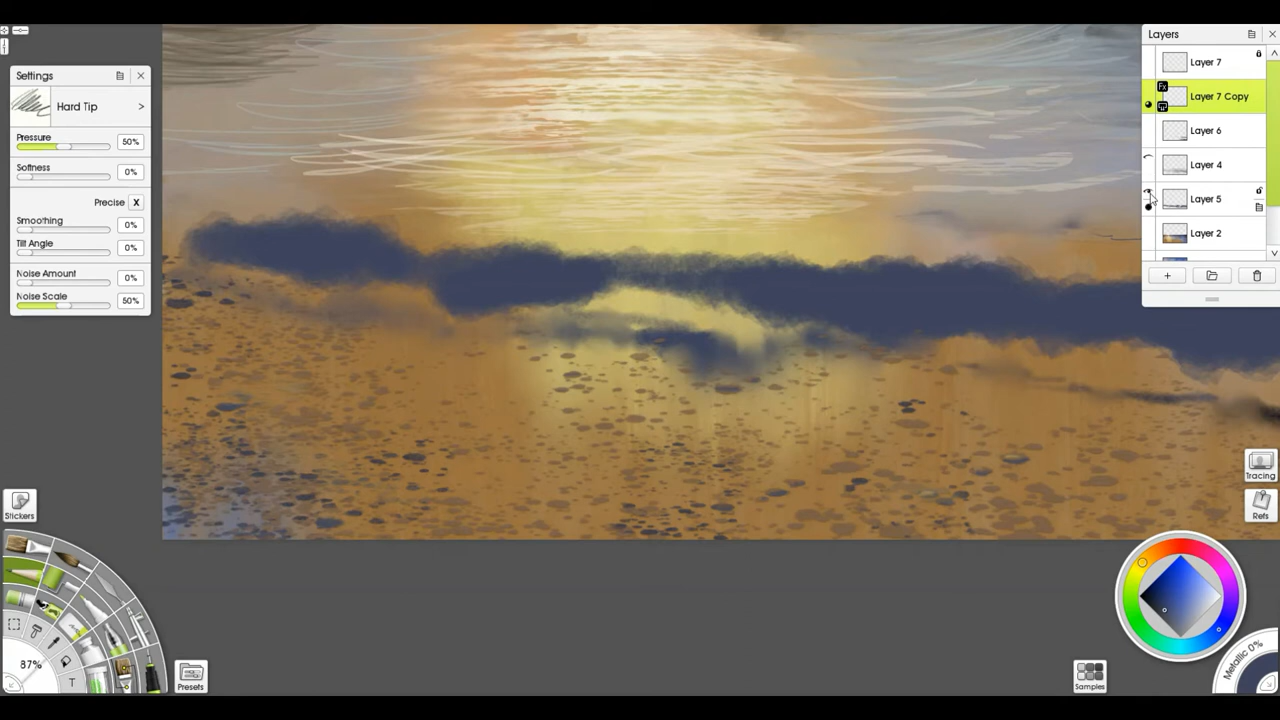 Settings
Hard Tip
>
Pressure
50%
Softness
0%
Precise X
Smoothing
0%
Tilt Angle
0%
Noise Amount
0%
Noise Scale
50%
Layers
Layer 7
Fx Layer 7 Copy
Layer 6
Layer 4
Layer 5
Layer 2
+
Tracing
Refs
Stickers
87%
T
Presets
Samples
Metallic 0%